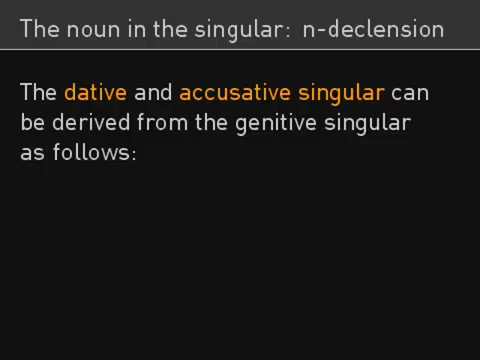 The noun in the singular: n-declension
The dative and accusative singular can
be derived from the genitive singular
as follows: